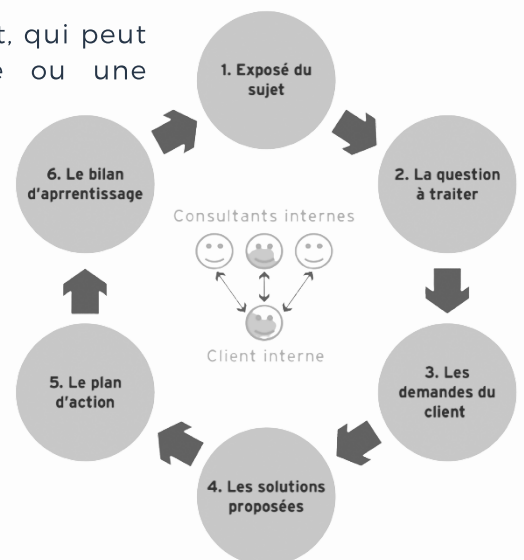 t, qui peut
e ou une
1. Exposé du
sujet
2. La question
à traiter
3. Les
demandes du
client
4. Les solutions
proposées
5. Le plan
d'action
6. Le bilan
d'aprrentissage
Consultants internes
Client interne